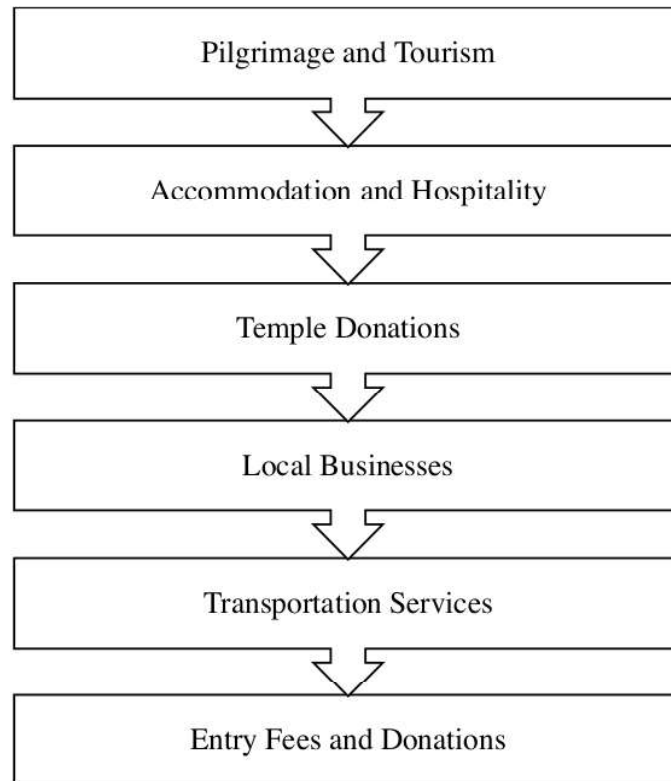 Pilgrimage and Tourism
Accommodation and Hospitality
Temple Donations
Local Businesses
Transportation Services
Entry Fees and Donations